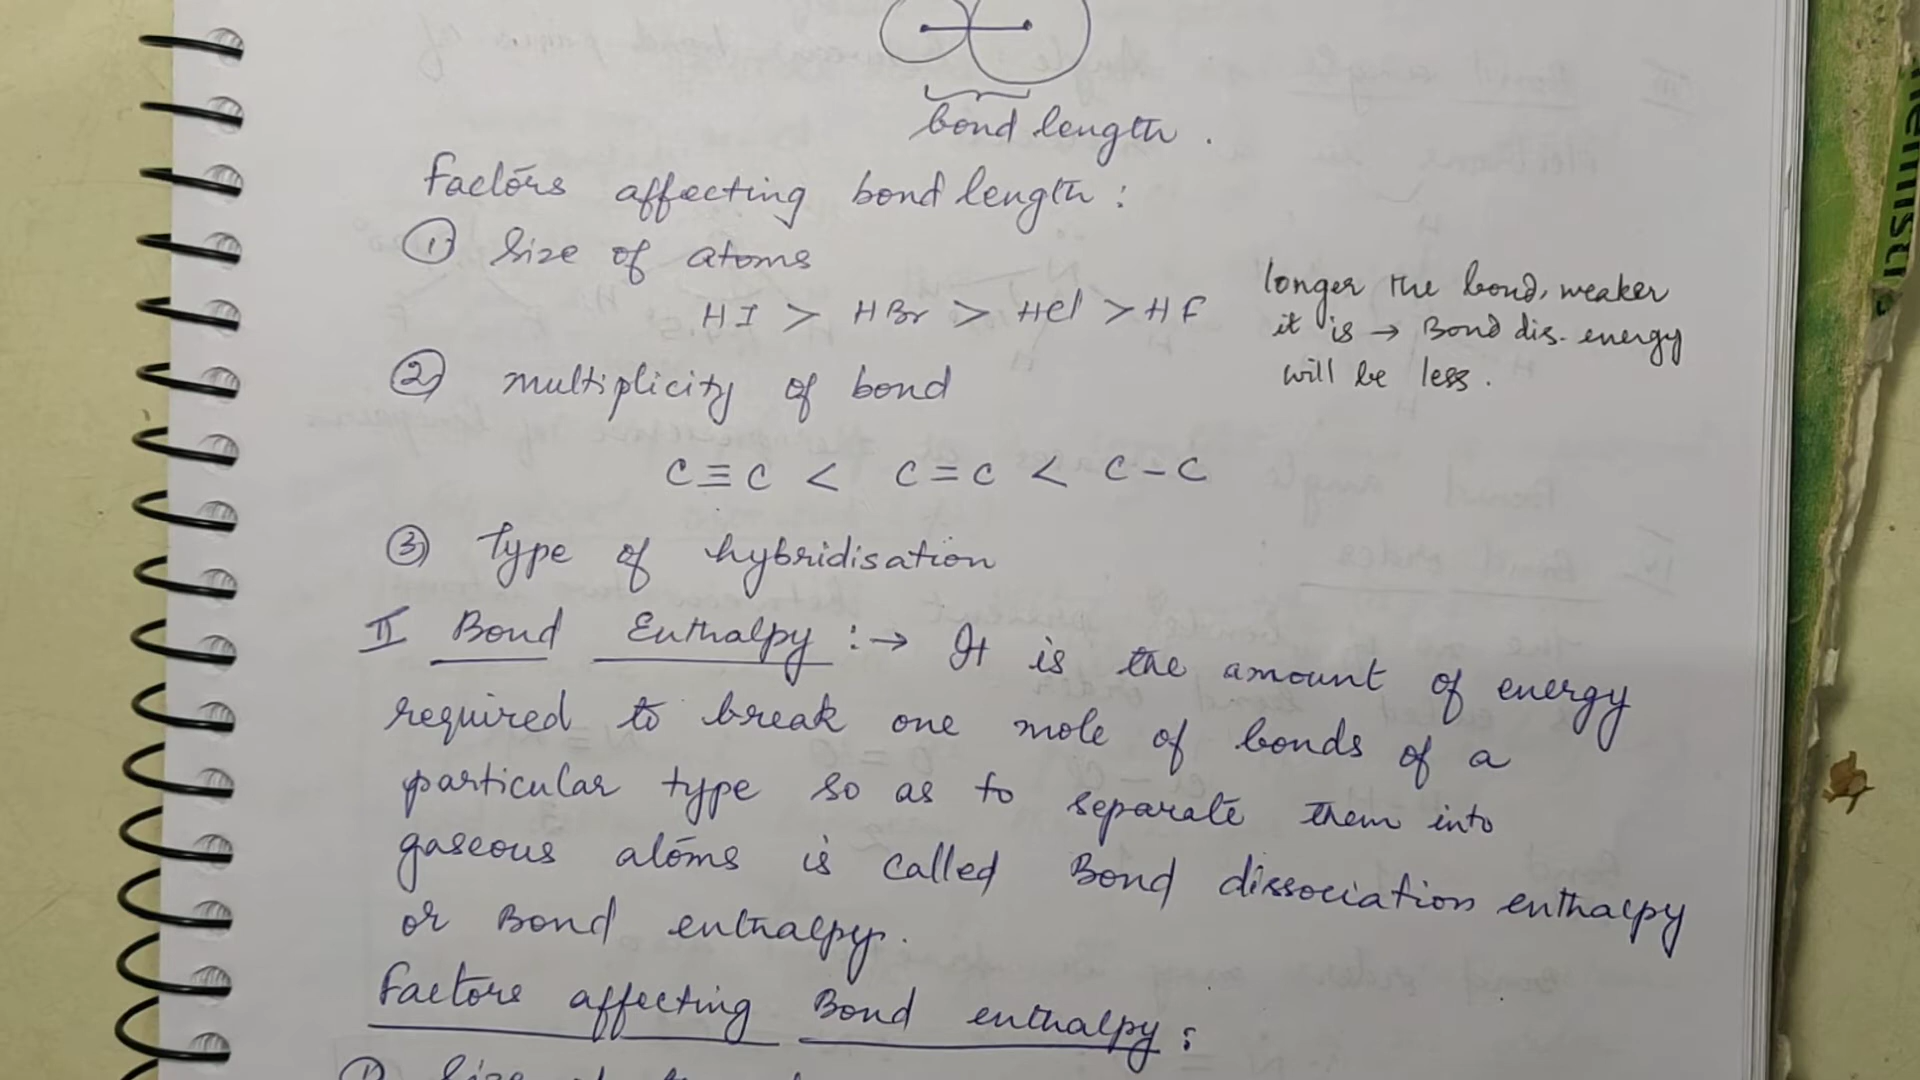 bond length.
Factors affecting bond length:
① Size of atoms
HI > HBr > HCl > HF
longer the bond, weaker
it is → Bond dis. energy
will be less.
② multiplicity of bond
C≡C < C=C < C-C
③ Type of hybridisation
II Bond Enthalpy :→ It is the amount of energy
required to break one mole of bonds of a
particular type so as to separate them into
gaseous atoms is called Bond dissociation enthalpy
or Bond enthalpy.
Factors affecting Bond enthalpy:
① Size